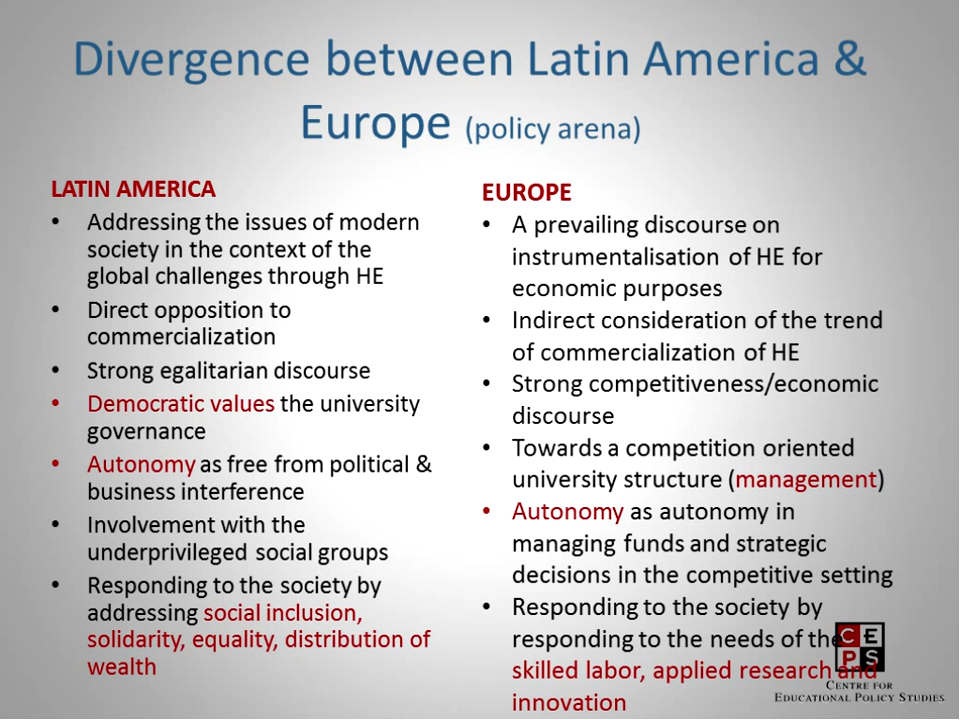 Divergence between Latin America &
Europe (policy arena)
LATIN AMERICA
• Addressing the issues of modern
society in the context of the
global challenges through HE
• Direct opposition to
commercialization
• Strong egalitarian discourse
• Democratic values the university
governance
• Autonomy as free from political &
business interference
• Involvement with the
underprivileged social groups
• Responding to the society by
addressing social inclusion,
solidarity, equality, distribution of
wealth
EUROPE
• A prevailing discourse on
instrumentalisation of HE for
economic purposes
• Indirect consideration of the trend
of commercialization of HE
• Strong competitiveness/economic
discourse
• Towards a competition oriented
university structure (management)
• Autonomy as autonomy in
managing funds and strategic
decisions in the competitive setting
• Responding to the society by
responding to the needs of the
skilled labor, applied research and
innovation
CE
PS
CENTRE FOR
EDUCATIONAL POLICY STUDIES